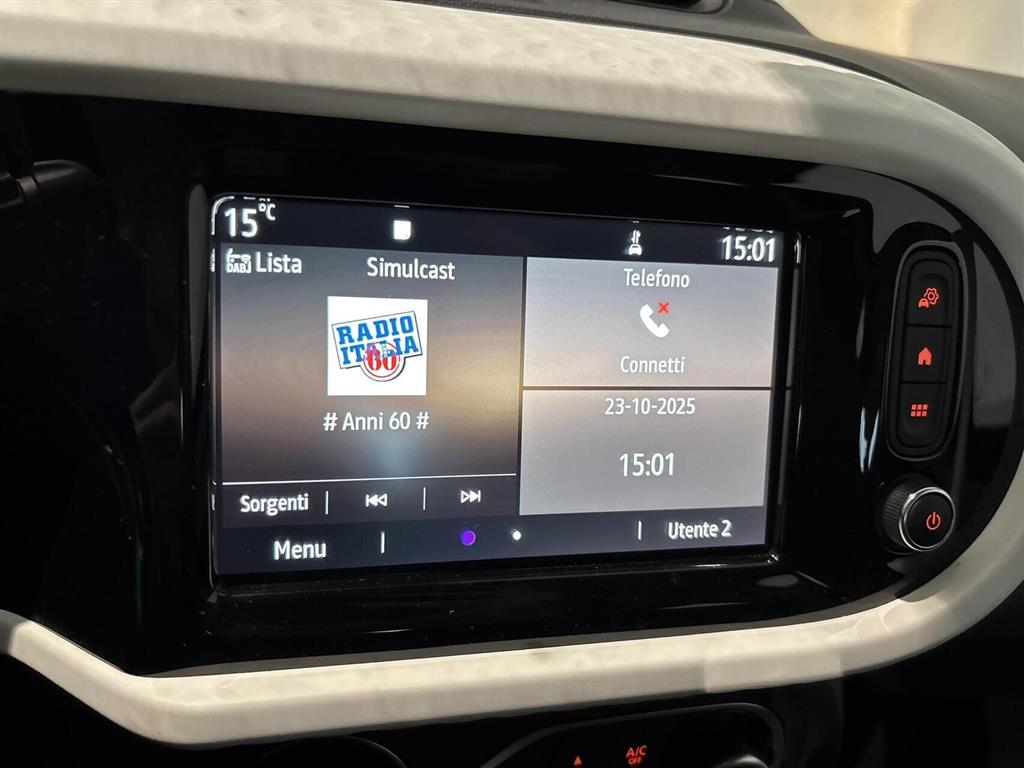 15°C
15:01
DAB) Lista
Simulcast
RADIO
ITALIA
60
# Anni 60 #
Sorgenti
Telefono
Connetti
23-10-2025
15:01
Menu
Utente 2
A/C
OFF